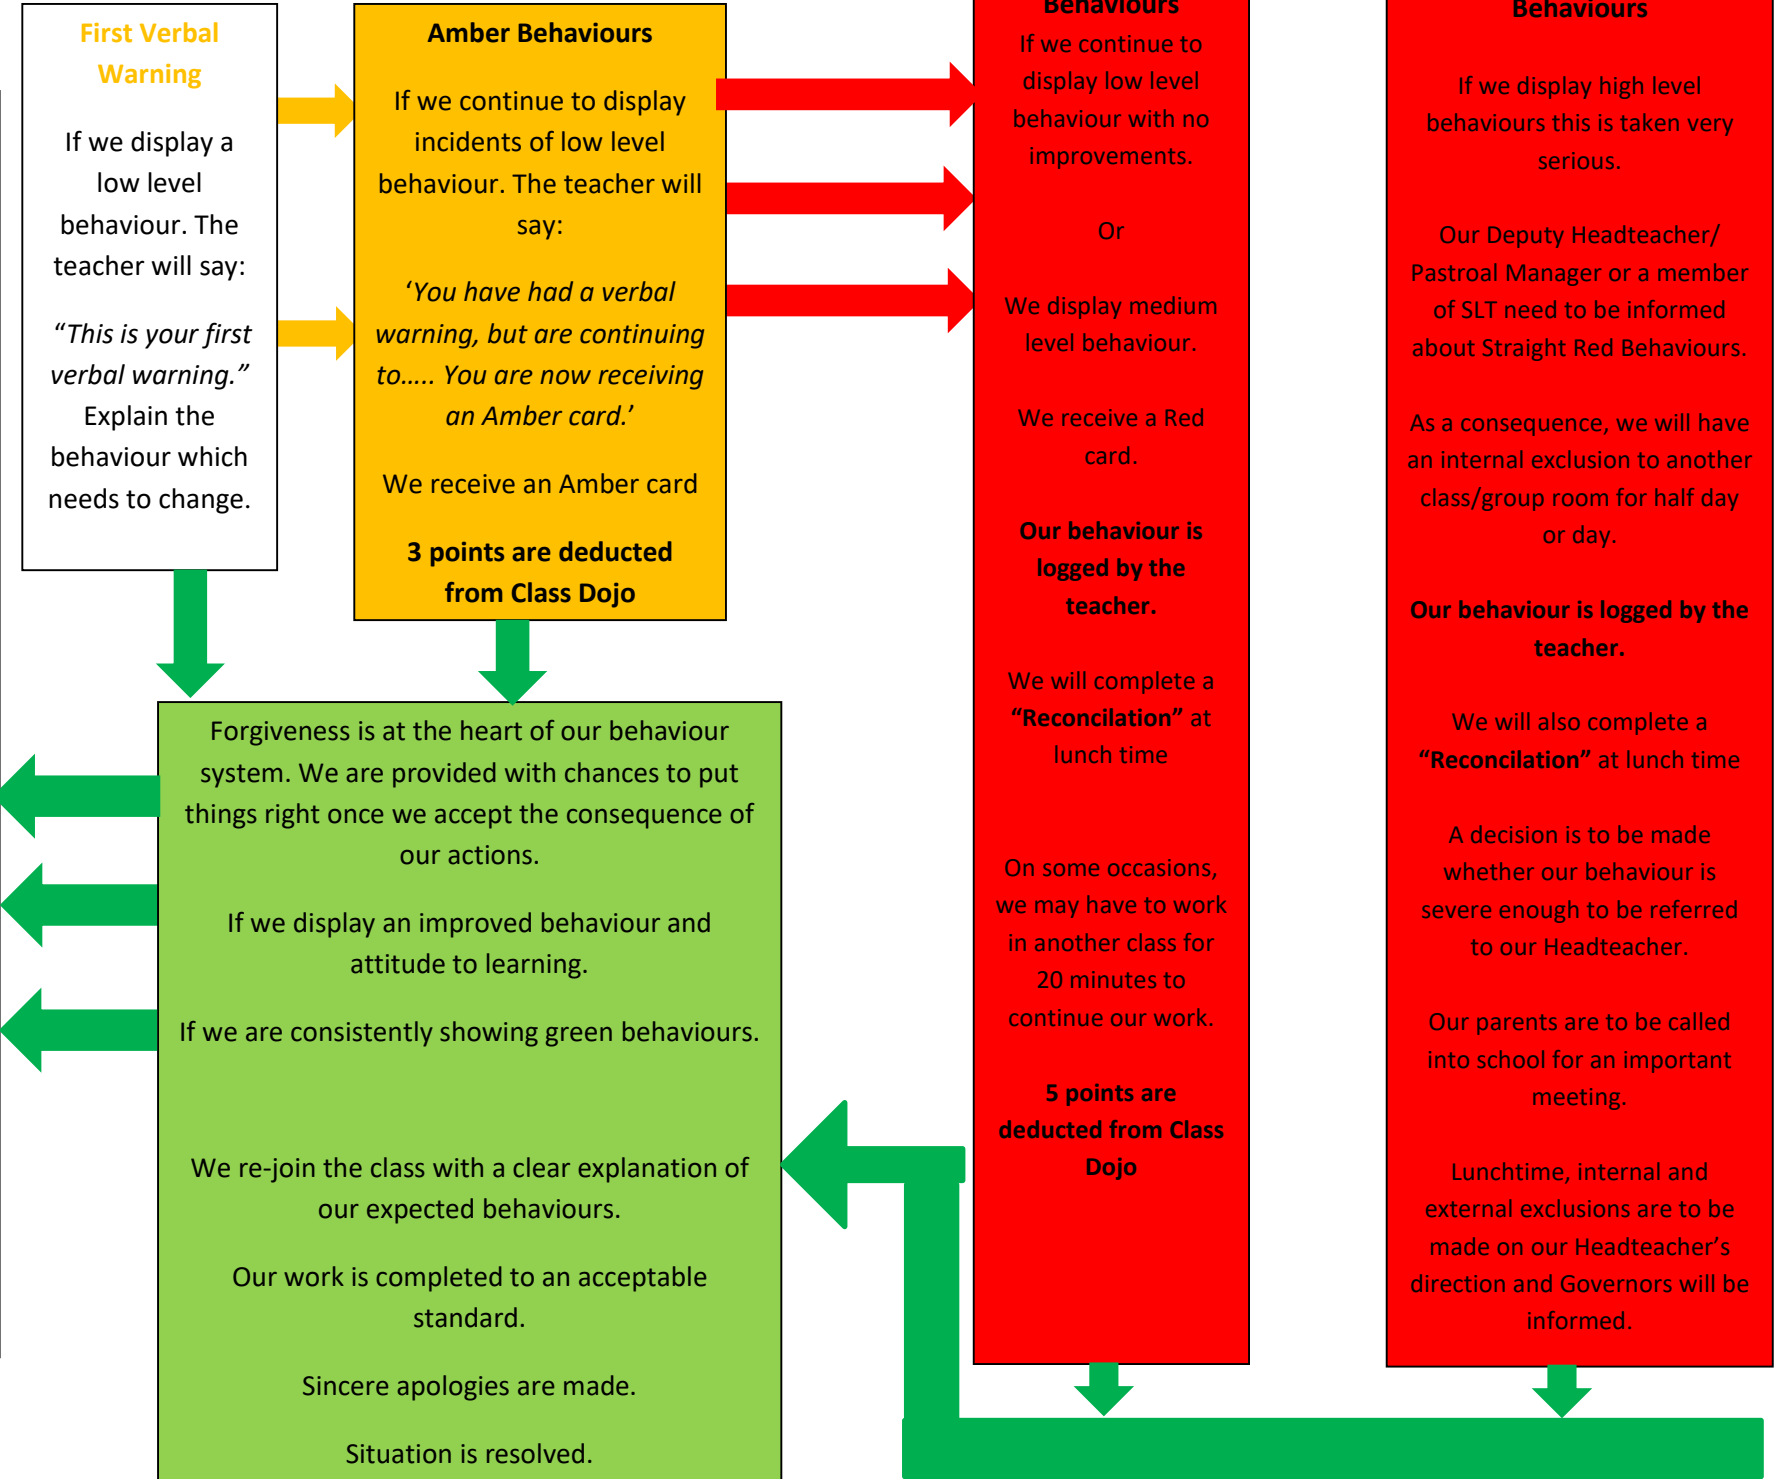 First Verbal
Warning
If we display a
low level
behaviour. The
teacher will say:
“This is your first
verbal warning.”
Explain the
behaviour which
needs to change.
Amber Behaviours
If we continue to display
incidents of low level
behaviour. The teacher will
say:
‘You have had a verbal
warning, but are continuing
to….. You are now receiving
an Amber card.’
We receive an Amber card
3 points are deducted
from Class Dojo
Behaviours
If we continue to
display low level
behaviour with no
improvements.
Or
We display medium
level behaviour.
We receive a Red
card.
Our behaviour is
logged by the
teacher.
We will complete a
“Reconcilation” at
lunch time
On some occasions,
we may have to work
in another class for
20 minutes to
continue our work.
5 points are
deducted from Class
Dojo
Behaviours
If we display high level
behaviours this is taken very
serious.
Our Deputy Headteacher/
Pastroal Manager or a member
of SLT need to be informed
about Straight Red Behaviours.
As a consequence, we will have
an internal exclusion to another
class/group room for half day
or day.
Our behaviour is logged by the
teacher.
We will also complete a
“Reconcilation” at lunch time
A decision is to be made
whether our behaviour is
severe enough to be referred
to our Headteacher.
Our parents are to be called
into school for an important
meeting.
Lunchtime, internal and
external exclusions are to be
made on our Headteacher’s
direction and Governors will be
informed.
Forgiveness is at the heart of our behaviour
system. We are provided with chances to put
things right once we accept the consequence of
our actions.
If we display an improved behaviour and
attitude to learning.
If we are consistently showing green behaviours.
We re-join the class with a clear explanation of
our expected behaviours.
Our work is completed to an acceptable
standard.
Sincere apologies are made.
Situation is resolved.